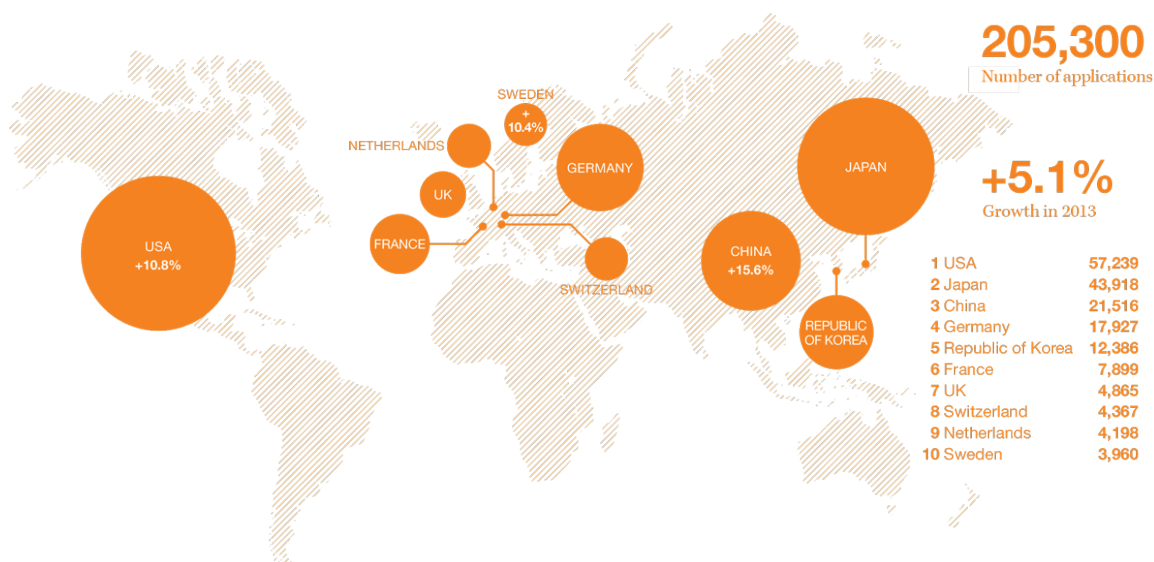 205,300
Number of applications
SWEDEN
+
10.4%
NETHERLANDS
GERMANY
JAPAN
+5.1%
Growth in 2013
UK
USA
+10.8%
FRANCE
CHINA
+15.6%
SWITZERLAND
REPUBLIC
OF KOREA
1 USA 57,239
2 Japan 43,918
3 China 21,516
4 Germany 17,927
5 Republic of Korea 12,386
6 France 7,899
7 UK 4,865
8 Switzerland 4,367
9 Netherlands 4,198
10 Sweden 3,960